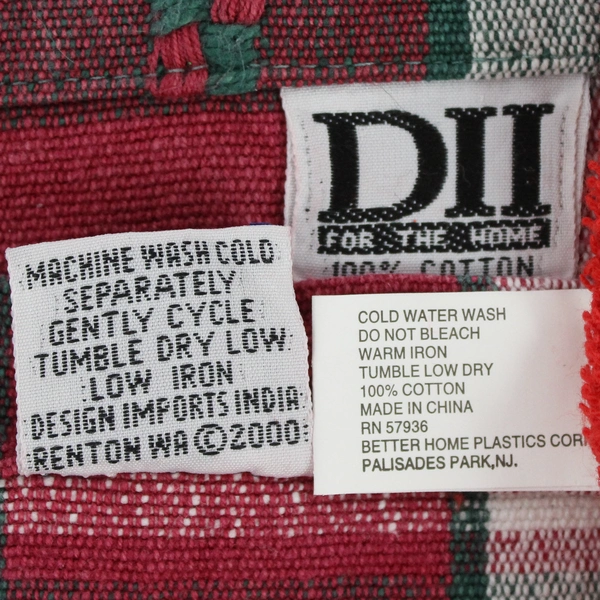 DII
FOR THE HOME
100% COTTON
MACHINE WASH COLD
SEPARATELY
GENTLY CYCLE
TUMBLE DRY LOW
LOW IRON
DESIGN IMPORTS INDIA
RENTON WA ©2000
COLD WATER WASH
DO NOT BLEACH
WARM IRON
TUMBLE LOW DRY
100% COTTON
MADE IN CHINA
RN 57936
BETTER HOME PLASTICS COR
PALISADES PARK,NJ.